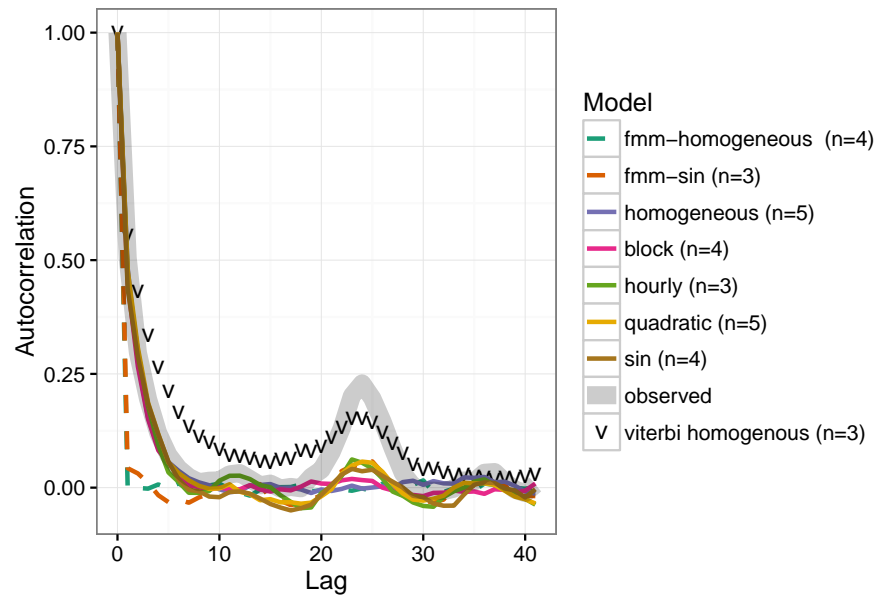 1.00
0.75
0.50
0.25
0.00
Autocorrelation
0 10 20 30 40
Lag
Model
fmm−homogeneous (n=4)
fmm−sin (n=3)
homogeneous (n=5)
block (n=4)
hourly (n=3)
quadratic (n=5)
sin (n=4)
observed
v viterbi homogenous (n=3)